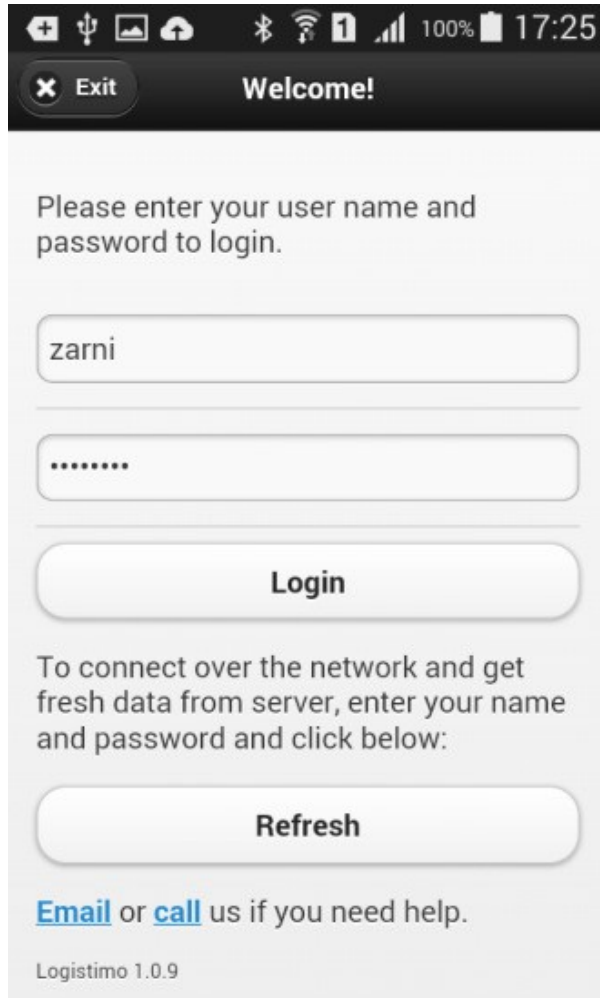 1 100% 17:25
Exit Welcome!
Please enter your user name and
password to login.
zarni
••••••••
Login
To connect over the network and get
fresh data from server, enter your name
and password and click below:
Refresh
Email or call us if you need help.
Logistimo 1.0.9